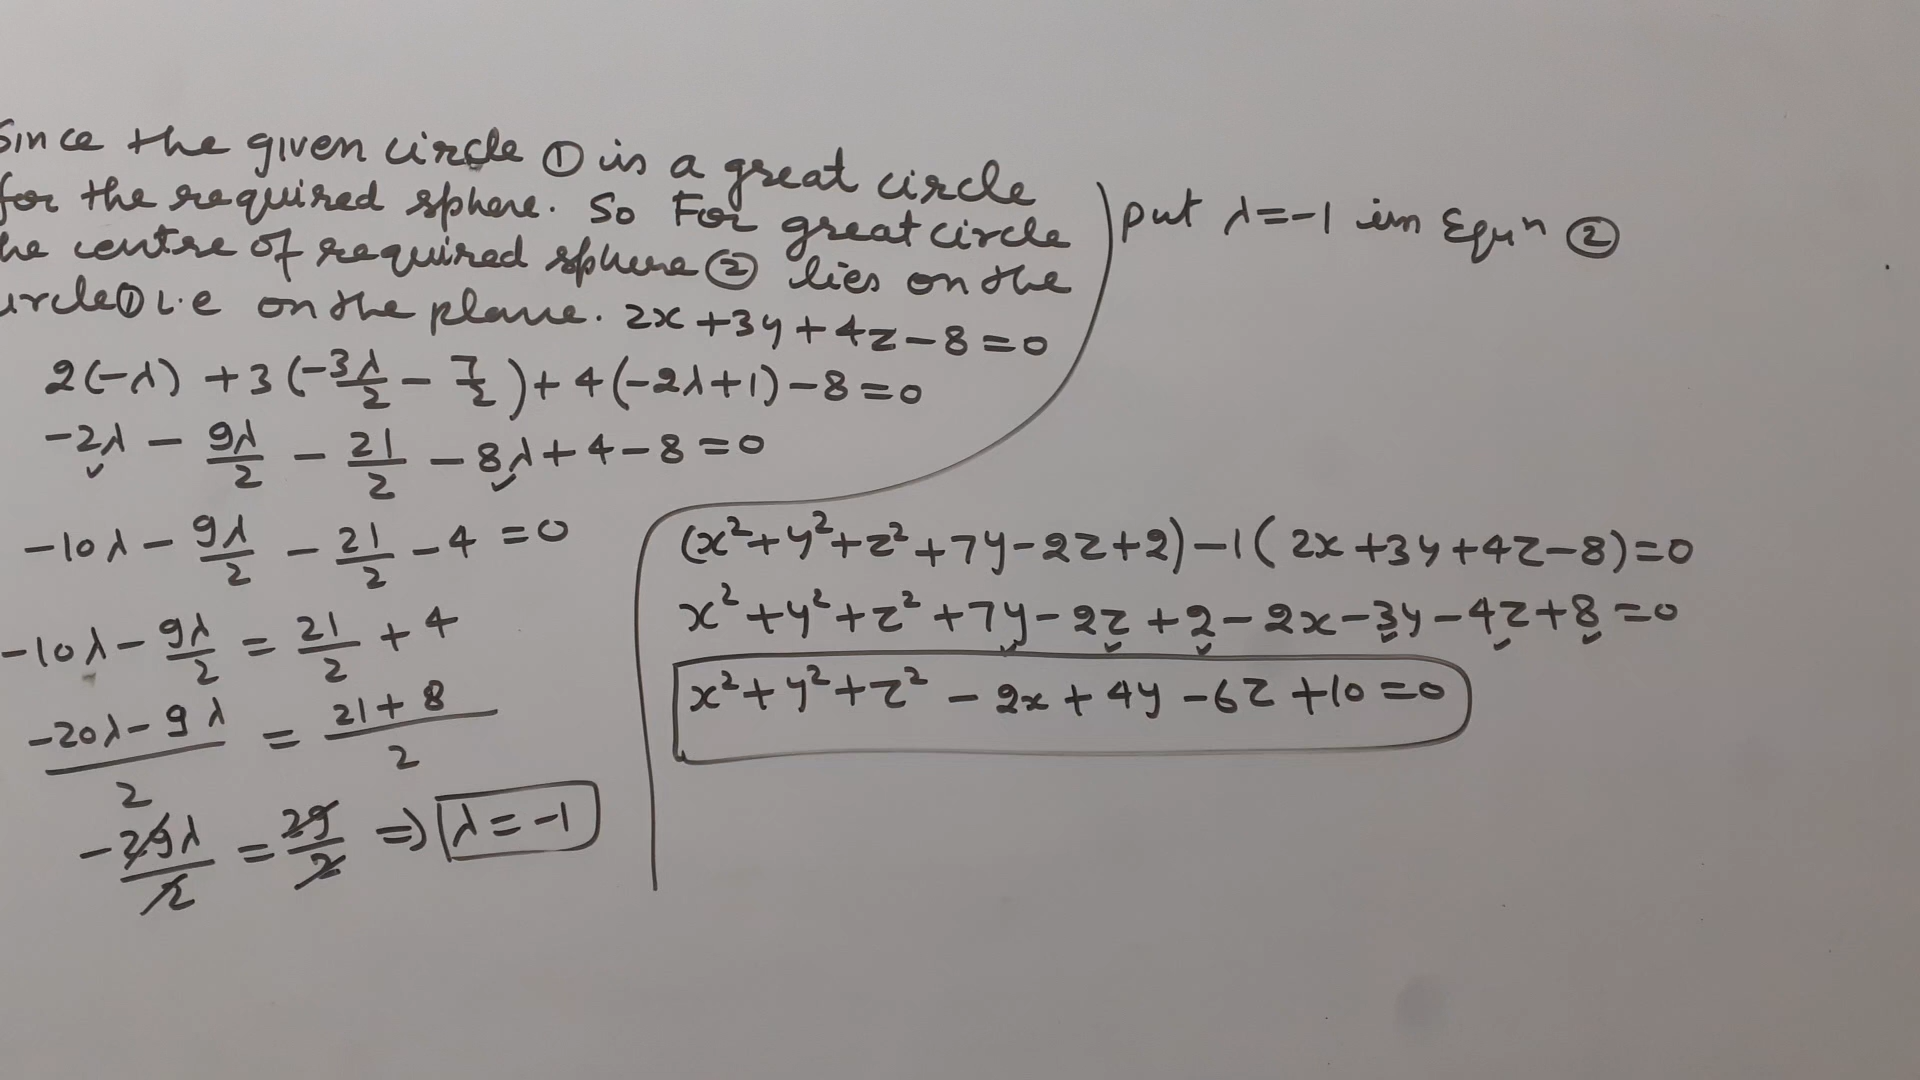 Since the given circle ① is a great circle
for the required sphere. So For great circle
he centre of required sphere ② lies on the
ircle ① i.e on the plane. 2x+3y+4z-8=0
2(-λ)+3(-3λ/2 - 7/2)+4(-2λ+1)-8=0
-2λ - 9λ/2 - 21/2 - 8λ+4-8=0
-10λ - 9λ/2 - 21/2 - 4 =0
-10λ - 9λ/2 = 21/2 + 4
(-20λ-9λ)/2 = (21+8)/2
-29λ/2 = 29/2 ⇒ λ=-1
put λ=-1 in Equn ②
(x²+y²+z²+7y-2z+2)-1(2x+3y+4z-8)=0
x²+y²+z²+7y-2z+2-2x-3y-4z+8=0
x²+y²+z²-2x+4y-6z+10=0